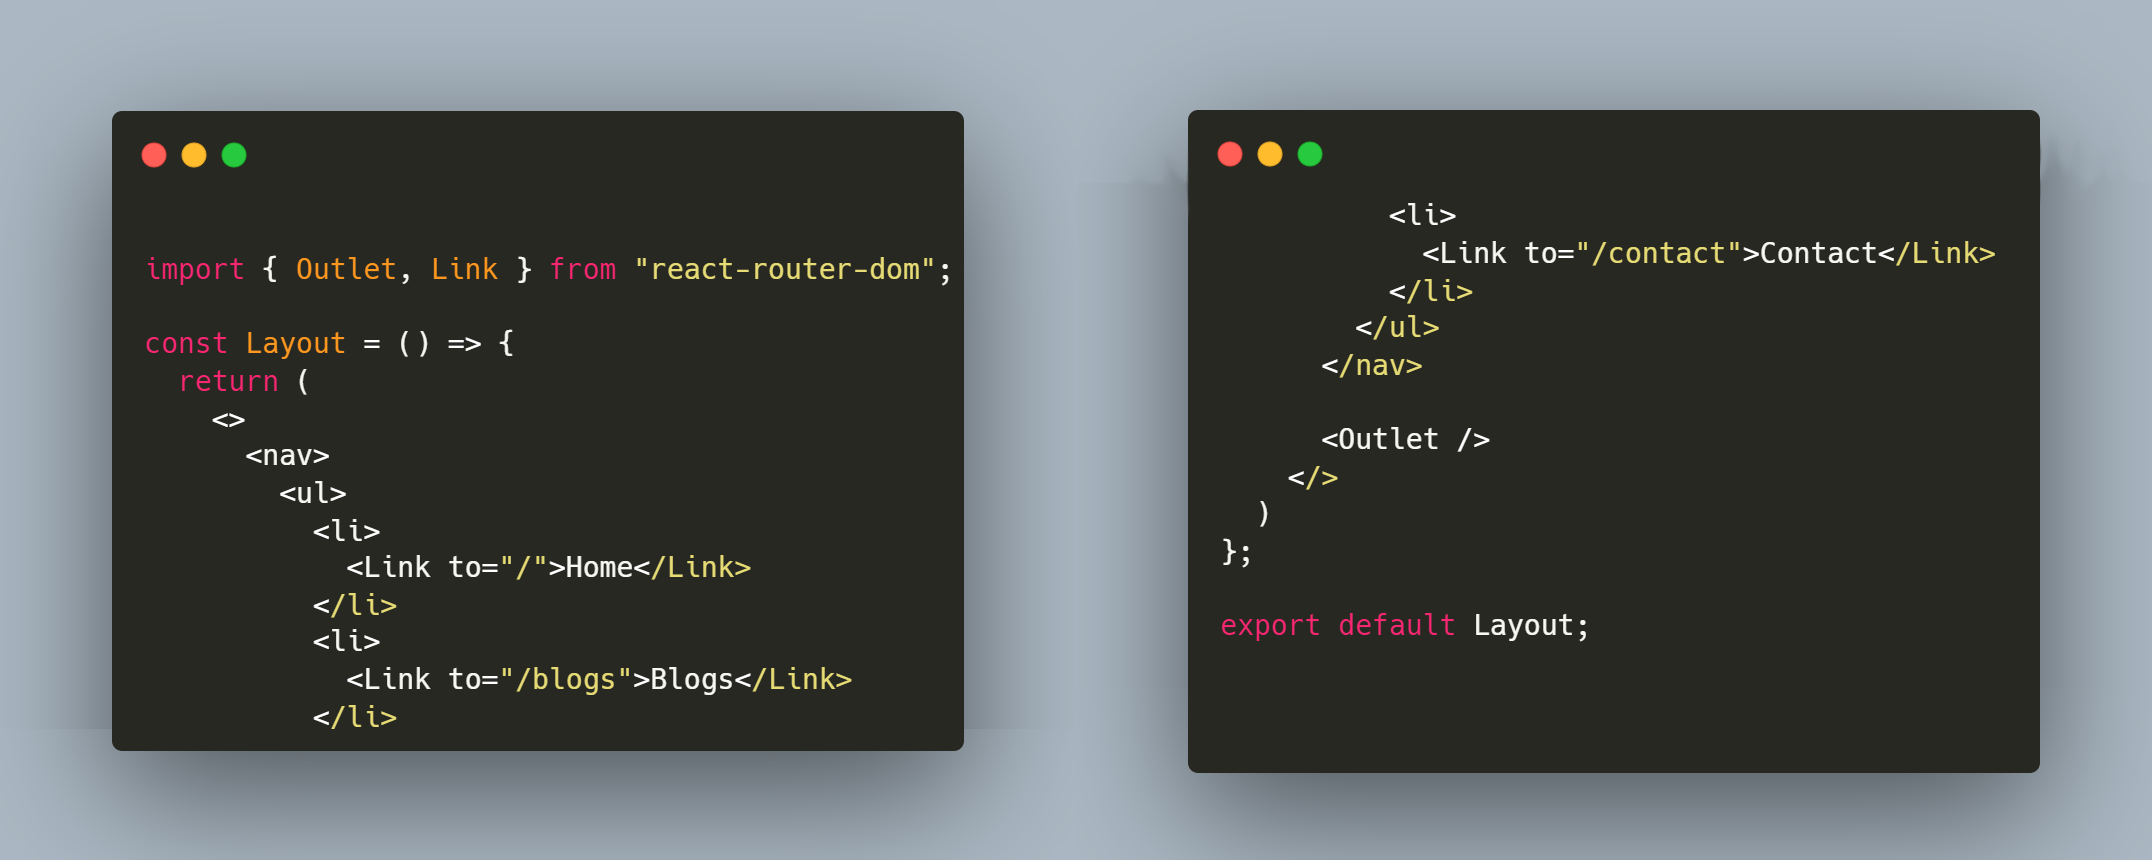 import { Outlet, Link } from "react-router-dom";
const Layout = () => {
return (
<>
<nav>
<ul>
<li>
<Link to="/">Home</Link>
</li>
<li>
<Link to="/blogs">Blogs</Link>
</li>
<li>
<Link to="/contact">Contact</Link>
</li>
</ul>
</nav>
<Outlet />
</>
)
};
export default Layout;